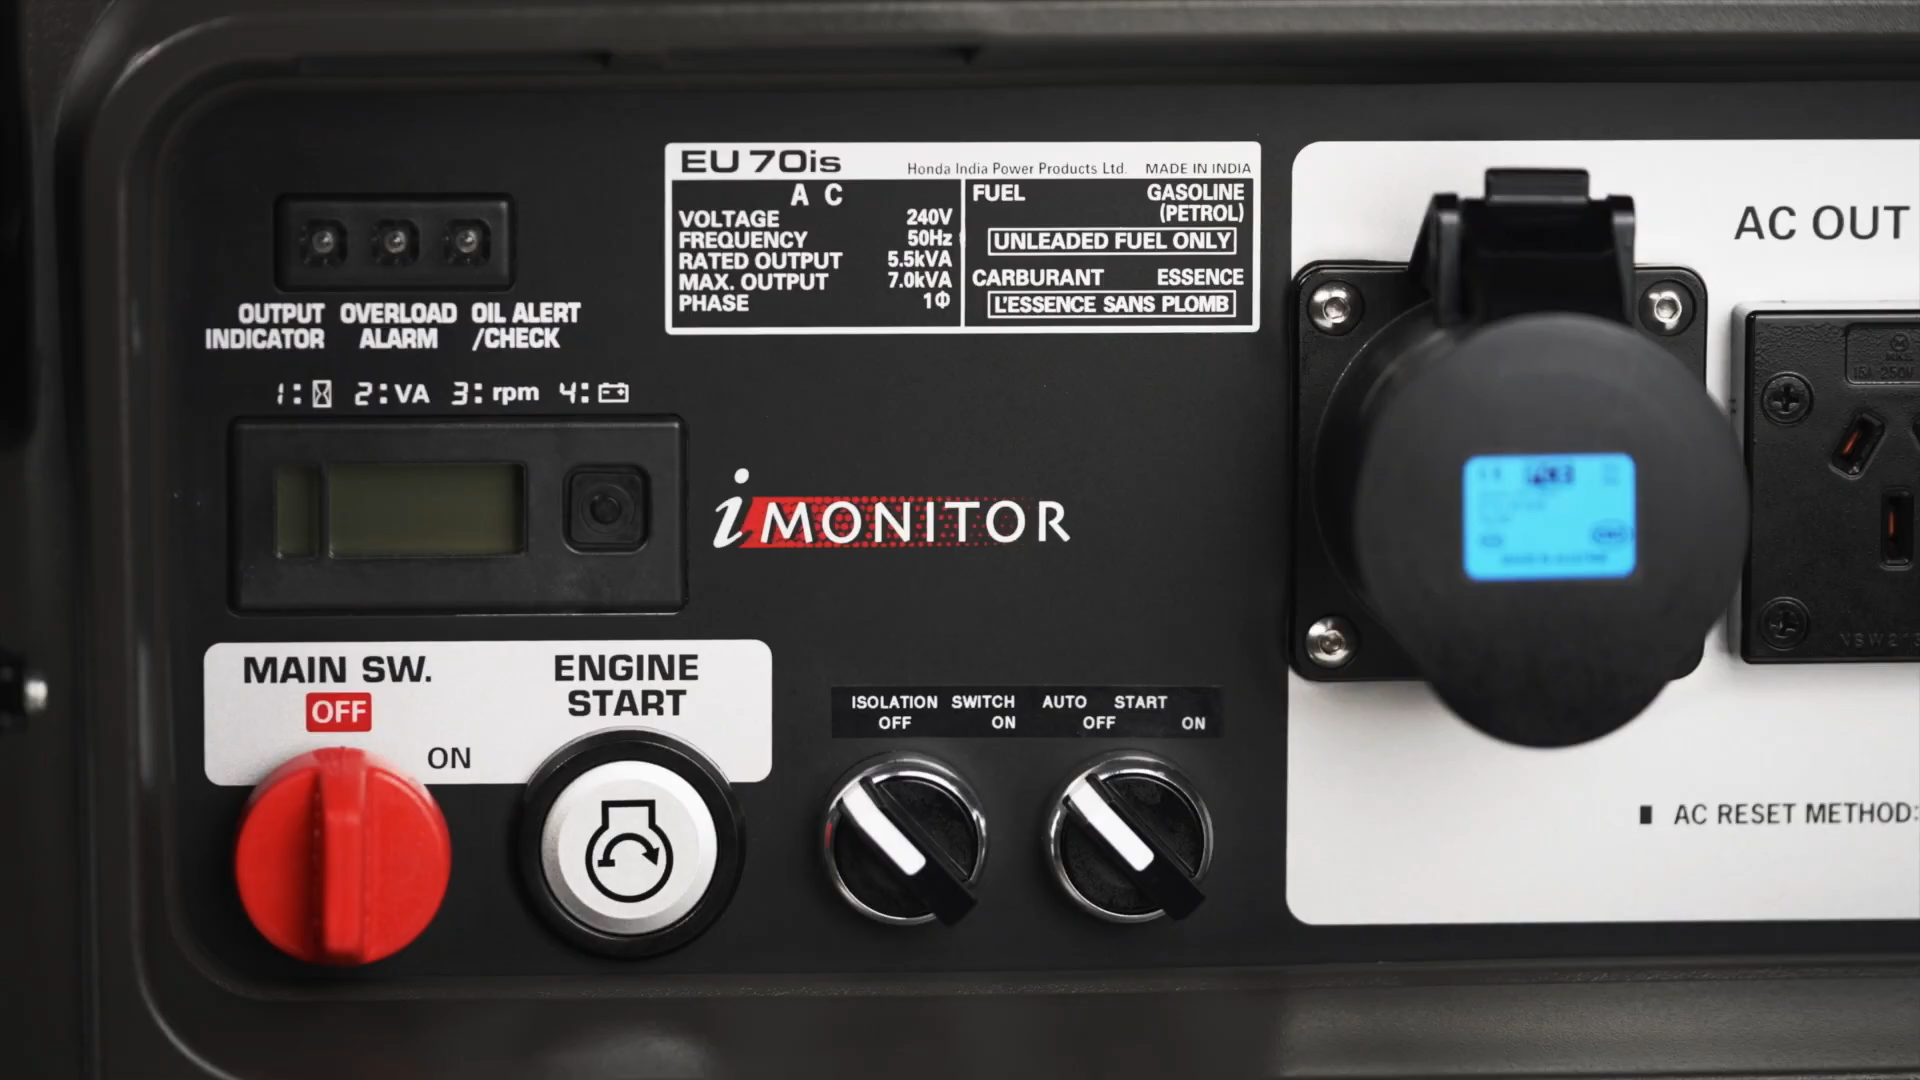 EU 70is Honda India Power Products Ltd. MADE IN INDIA
A C
VOLTAGE 240V
FREQUENCY 50Hz
RATED OUTPUT 5.5kVA
MAX. OUTPUT 7.0kVA
PHASE 1Φ
FUEL GASOLINE
(PETROL)
UNLEADED FUEL ONLY
CARBURANT ESSENCE
L'ESSENCE SANS PLOMB
OUTPUT INDICATOR
OVERLOAD ALARM
OIL ALERT /CHECK
1: 2:VA 3:rpm 4:
i MONITOR
MAIN SW.
OFF
ON
ENGINE
START
ISOLATION SWITCH
OFF ON
AUTO START
OFF ON
AC OUT
15A 250V
AC RESET METHOD: